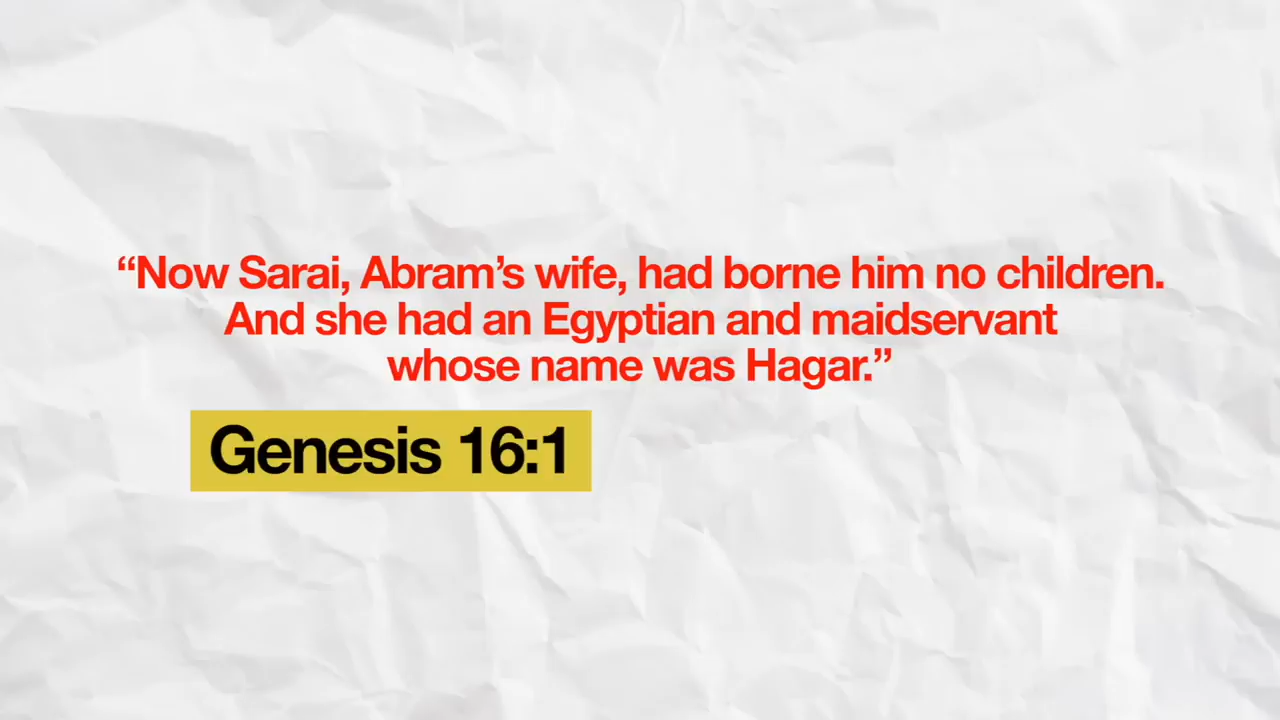 “Now Sarai, Abram’s wife, had borne him no children.
And she had an Egyptian and maidservant
whose name was Hagar.”
Genesis 16:1